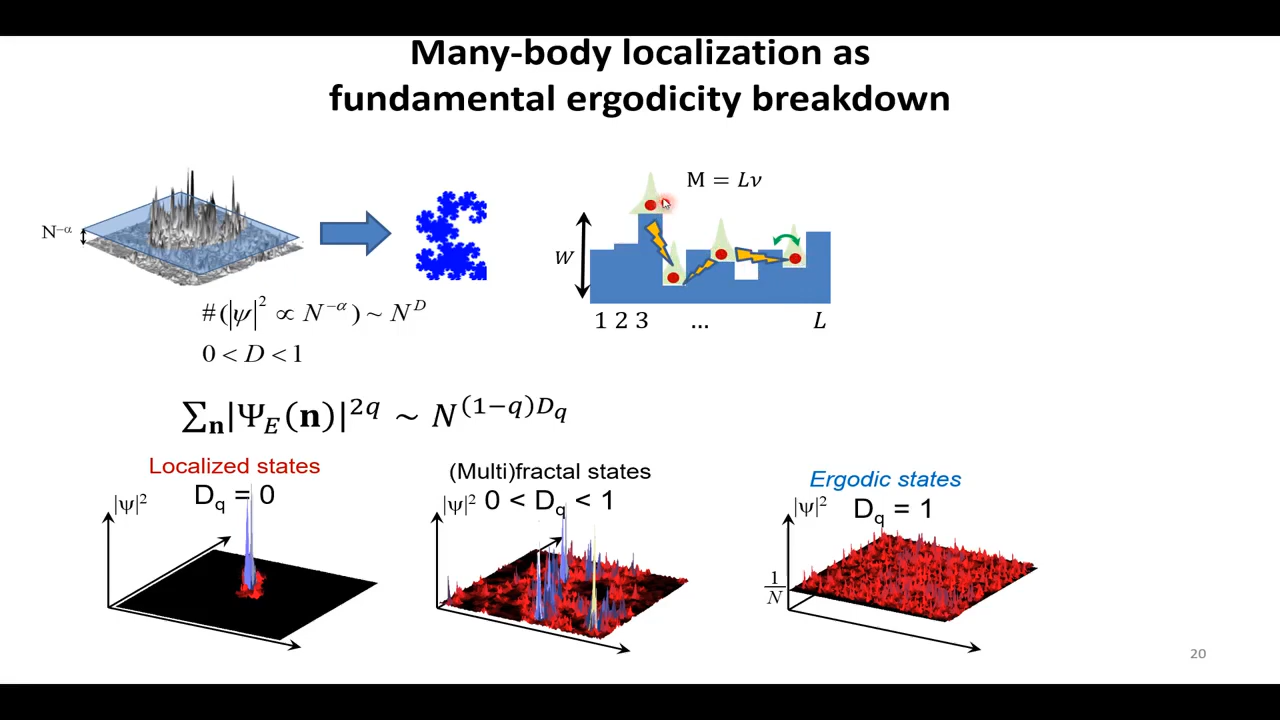 Many-body localization as
fundamental ergodicity breakdown
N^{-α}
#(|ψ|² ∝ N^{-α}) ~ N^D
0 < D < 1
M = Lν
W
1 2 3 ... L
∑_𝐧|Ψ_E(𝐧)|^{2q} ~ N^{(1−q)D_q}
Localized states
D_q = 0
|ψ|²
(Multi)fractal states
|ψ|² 0 < D_q < 1
Ergodic states
|ψ|² D_q = 1
1/N
20